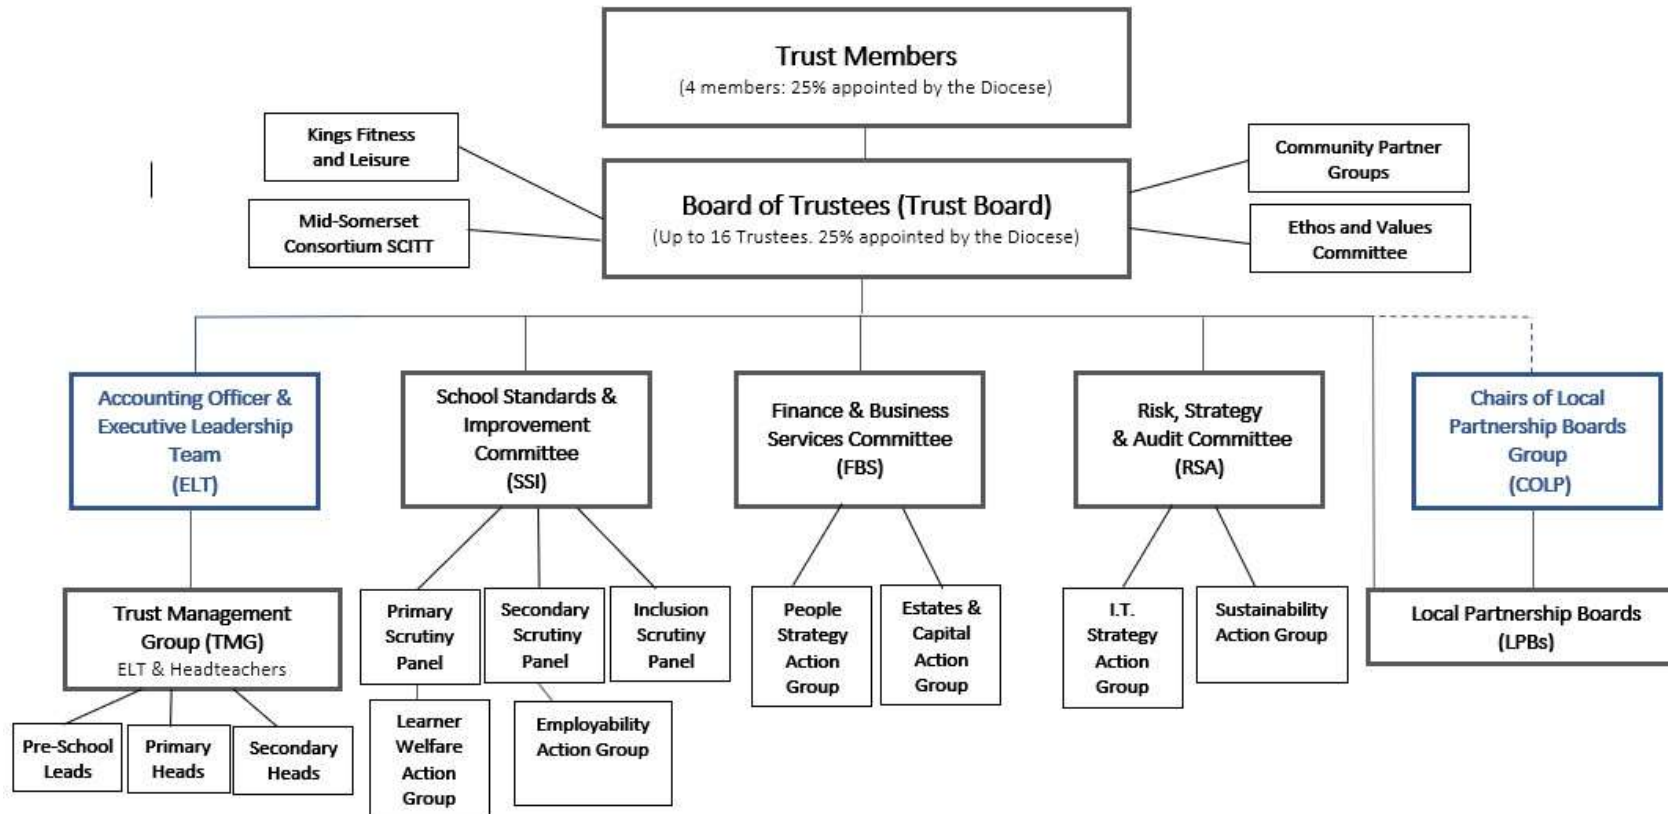 Trust Members
(4 members: 25% appointed by the Diocese)
Kings Fitness
and Leisure
Community Partner
Groups
Board of Trustees (Trust Board)
(Up to 16 Trustees. 25% appointed by the Diocese)
Mid-Somerset
Consortium SCITT
Ethos and Values
Committee
Accounting Officer &
Executive Leadership
Team
(ELT)
School Standards &
Improvement
Committee
(SSI)
Finance & Business
Services Committee
(FBS)
Risk, Strategy
& Audit Committee
(RSA)
Chairs of Local
Partnership Boards
Group
(COLP)
Trust Management
Group (TMG)
ELT & Headteachers
Primary
Scrutiny
Panel
Secondary
Scrutiny
Panel
Inclusion
Scrutiny
Panel
People
Strategy
Action
Group
Estates &
Capital
Action
Group
I.T.
Strategy
Action
Group
Sustainability
Action Group
Local Partnership Boards
(LPBs)
Pre-School
Leads
Primary
Heads
Secondary
Heads
Learner
Welfare
Action
Group
Employability
Action Group